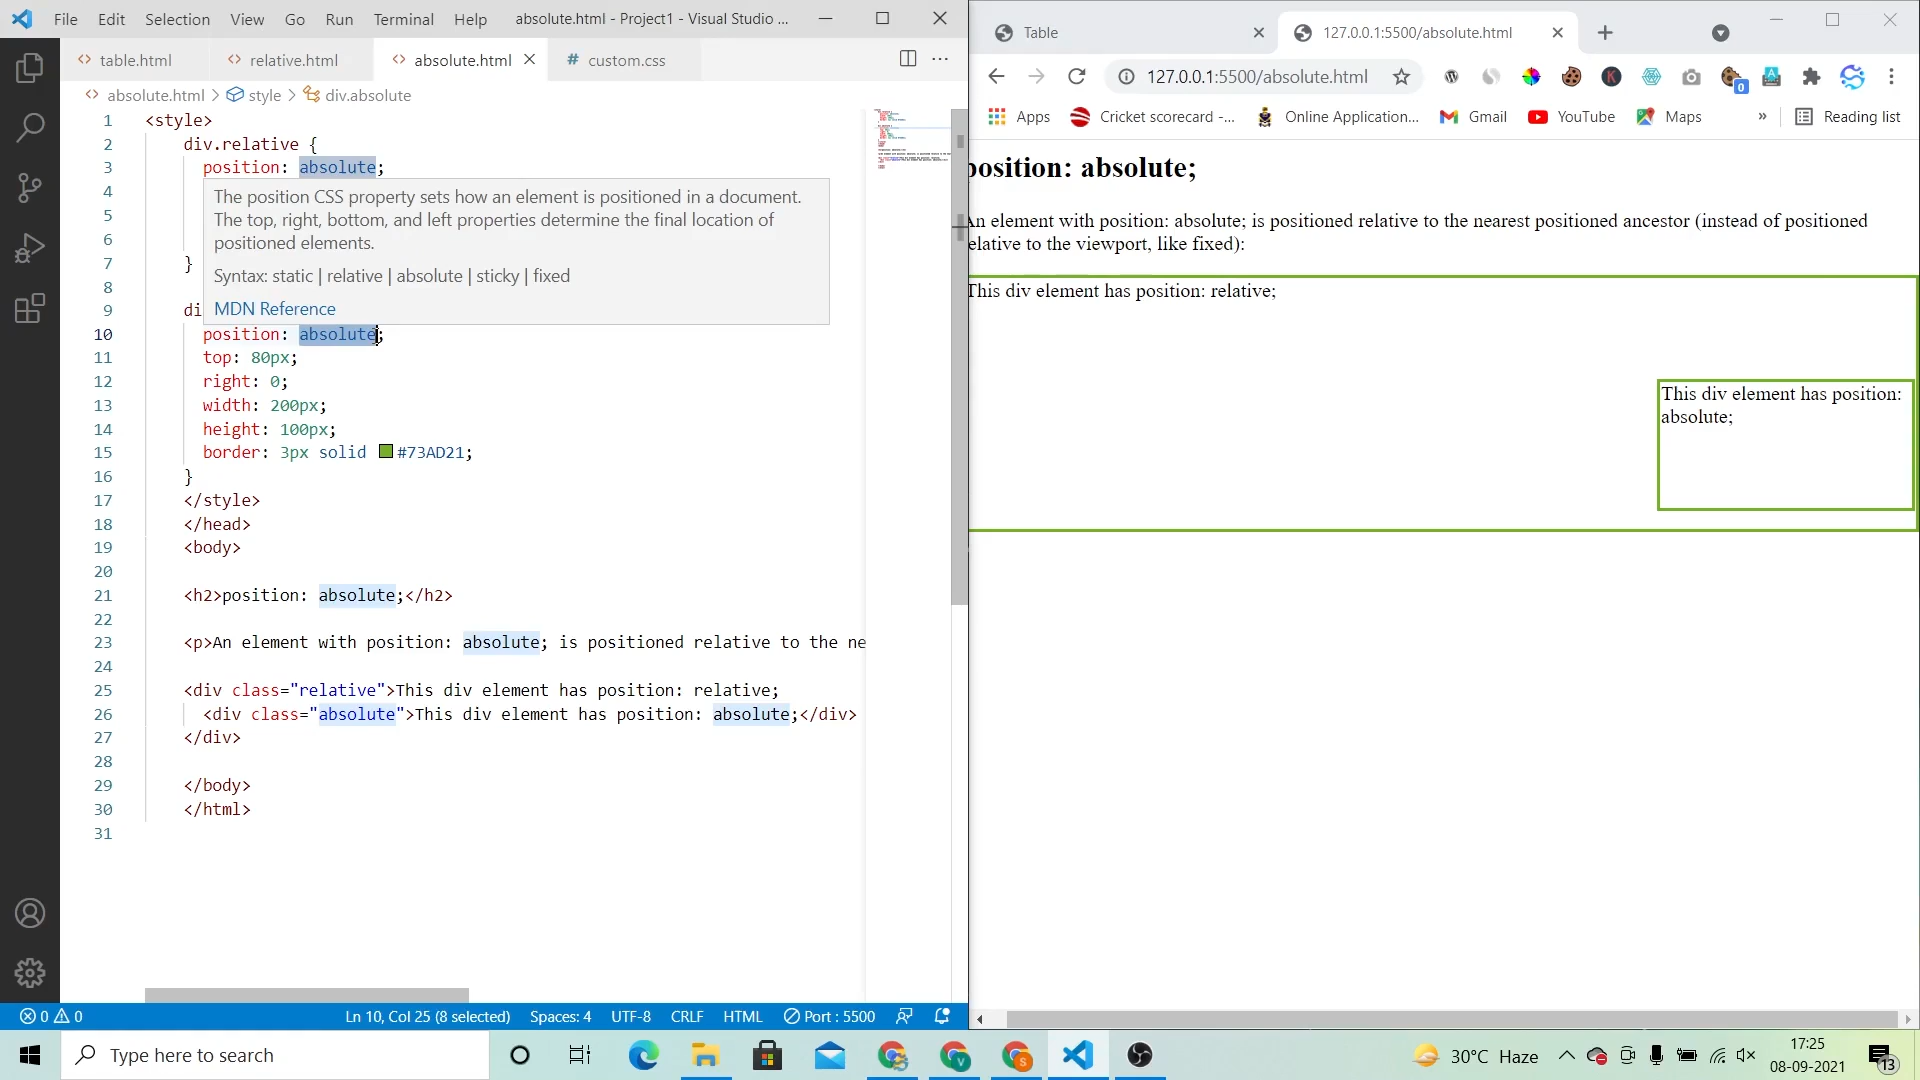 File Edit Selection View Go Run Terminal Help absolute.html - Project1 - Visual Studio ...
table.html relative.html absolute.html # custom.css
absolute.html > style > div.absolute
1 <style>
2 div.relative {
3 position: absolute;
4
5
6
7 }
8
9 di
The position CSS property sets how an element is positioned in a document.
The top, right, bottom, and left properties determine the final location of
positioned elements.
Syntax: static | relative | absolute | sticky | fixed
MDN Reference
10 position: absolute;
11 top: 80px;
12 right: 0;
13 width: 200px;
14 height: 100px;
15 border: 3px solid #73AD21;
16 }
17 </style>
18 </head>
19 <body>
20
21 <h2>position: absolute;</h2>
22
23 <p>An element with position: absolute; is positioned relative to the ne
24
25 <div class="relative">This div element has position: relative;
26 <div class="absolute">This div element has position: absolute;</div>
27 </div>
28
29 </body>
30 </html>
31
0 0 Ln 10, Col 25 (8 selected) Spaces: 4 UTF-8 CRLF HTML Port : 5500
Table 127.0.0.1:5500/absolute.html
127.0.0.1:5500/absolute.html
0
Apps Cricket scorecard -... Online Application... Gmail YouTube Maps » Reading list
position: absolute;
An element with position: absolute; is positioned relative to the nearest positioned ancestor (instead of positioned
elative to the viewport, like fixed):
This div element has position: relative;
This div element has position:
absolute;
Type here to search
30°C Haze
17:25
08-09-2021
13